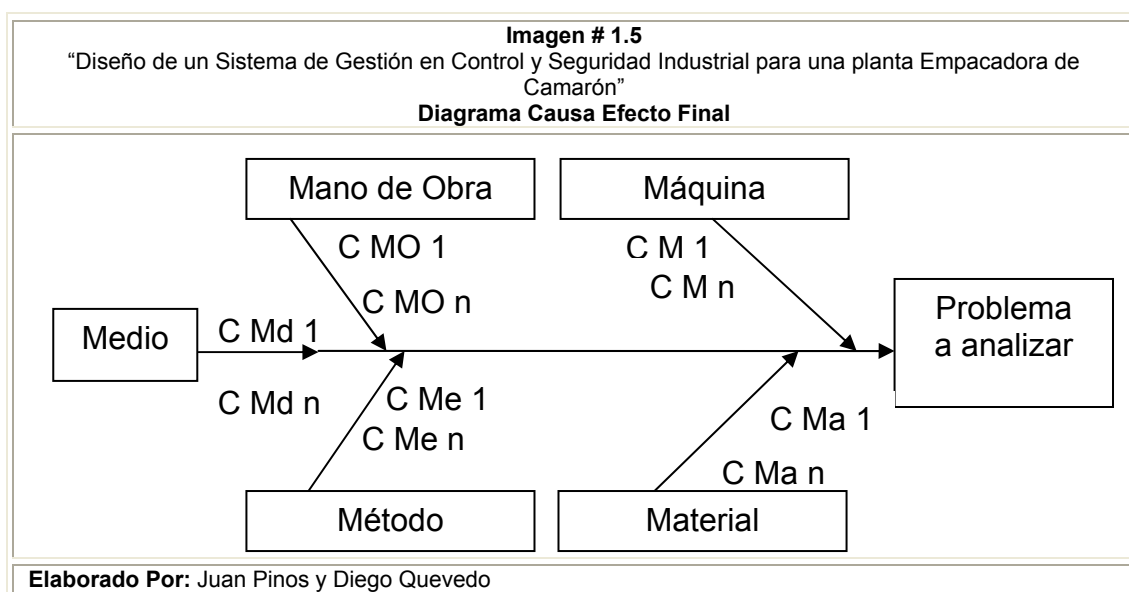 Imagen # 1.5
“Diseño de un Sistema de Gestión en Control y Seguridad Industrial para una planta Empacadora de
Camarón”
Diagrama Causa Efecto Final
Mano de Obra
Máquina
C MO 1
C M 1
C MO n
C M n
Medio
C Md 1
Problema
a analizar
C Md n
C Me 1
C Me n
C Ma 1
C Ma n
Método
Material
Elaborado Por: Juan Pinos y Diego Quevedo